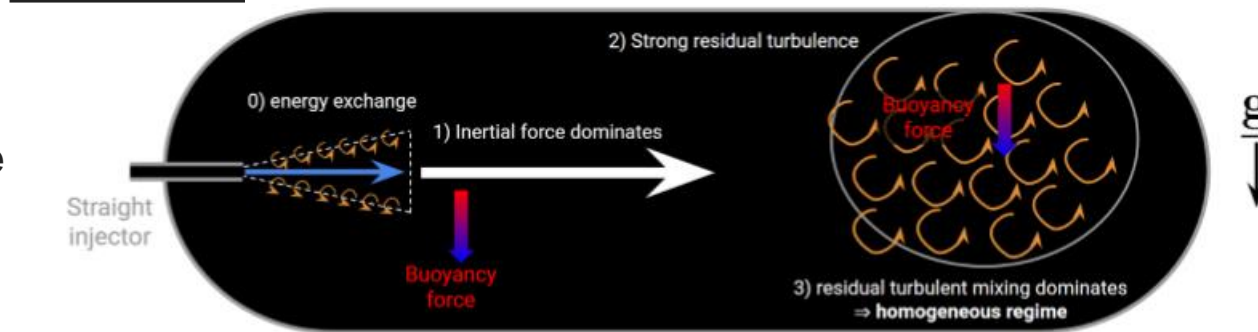 2) Strong residual turbulence
0) energy exchange
1) Inertial force dominates
Buoyancy
force
g
e
Straight
injector
Buoyancy
force
3) residual turbulent mixing dominates
⇒ homogeneous regime